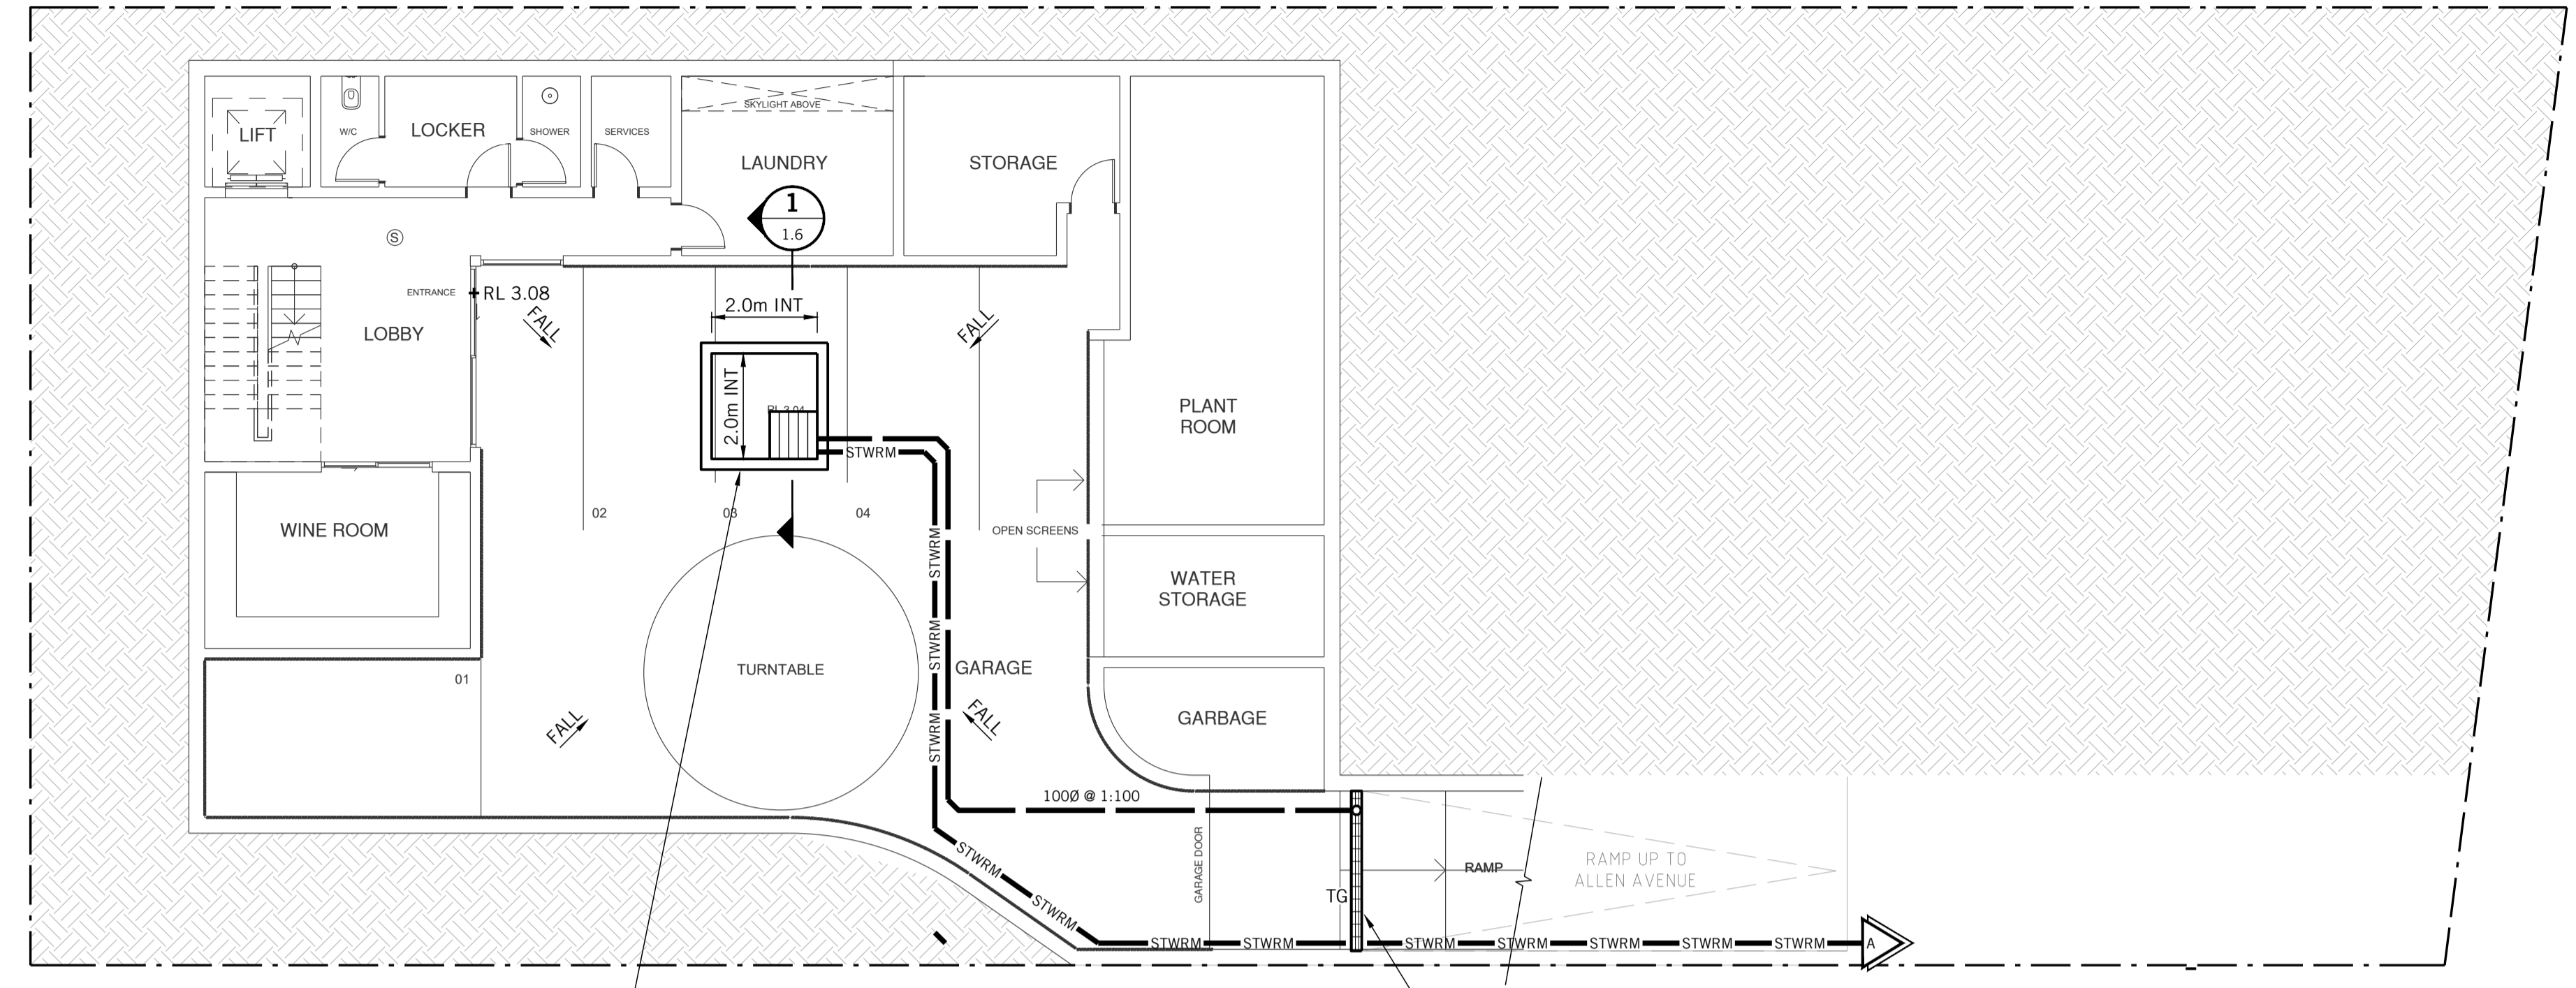 SKYLIGHT ABOVE
LIFT
W/C
LOCKER
SHOWER
SERVICES
LAUNDRY
STORAGE
1
1.6
S
ENTRANCE
RL 3.08
2.0m INT
FALL
FALL
LOBBY
2.0m INT
RL 3.04
PLANT
ROOM
STWRM
02
03
04
WINE ROOM
OPEN SCREENS
STWRM
WATER
STORAGE
STWRM
TURNTABLE
GARAGE
01
FALL
FALL
STWRM
GARBAGE
100Ø @ 1:100
GARAGE DOOR
STWRM
RAMP
RAMP UP TO
ALLEN AVENUE
TG
STWRM
STWRM
STWRM
STWRM
STWRM
STWRM
STWRM
STWRM
A